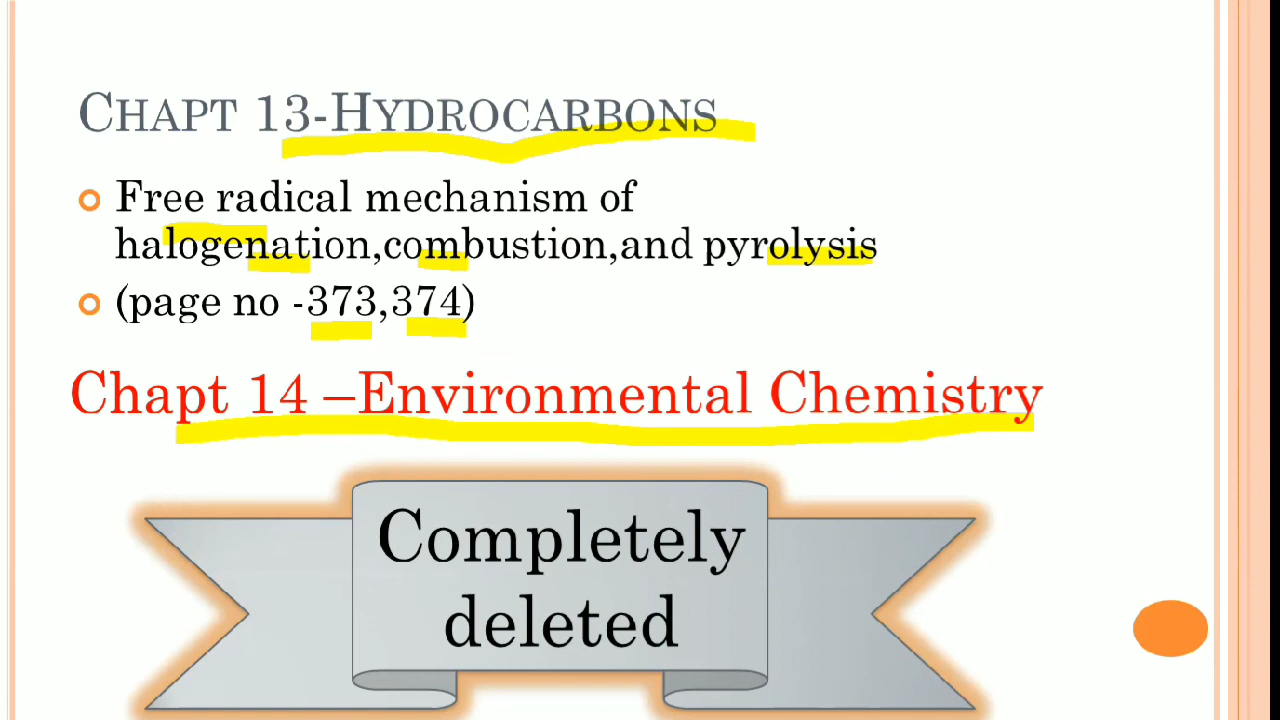 CHAPT 13-HYDROCARBONS
Free radical mechanism of
halogenation,combustion,and pyrolysis
(page no -373,374)
Chapt 14 –Environmental Chemistry
Completely
deleted